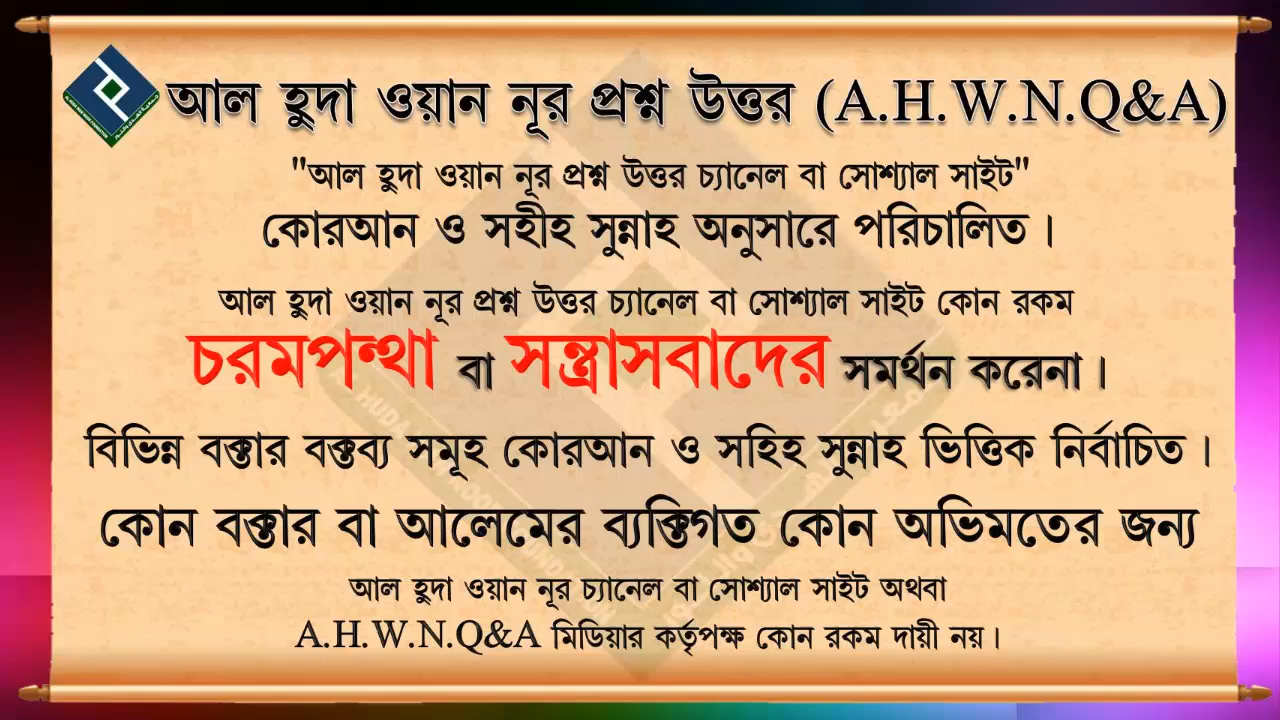 আল হুদা ওয়ান নূর প্রশ্ন উত্তর (A.H.W.N.Q&A)
"আল হুদা ওয়ান নূর প্রশ্ন উত্তর চ্যানেল বা সোশ্যাল সাইট"
কোরআন ও সহীহ সুন্নাহ অনুসারে পরিচালিত।
আল হুদা ওয়ান নূর প্রশ্ন উত্তর চ্যানেল বা সোশ্যাল সাইট কোন রকম
চরমপন্থা বা সন্ত্রাসবাদের সমর্থন করেনা।
বিভিন্ন বক্তার বক্তব্য সমূহ কোরআন ও সহিহ সুন্নাহ ভিত্তিক নির্বাচিত।
কোন বক্তার বা আলেমের ব্যক্তিগত কোন অভিমতের জন্য
আল হুদা ওয়ান নূর চ্যানেল বা সোশ্যাল সাইট অথবা
A.H.W.N.Q&A মিডিয়ার কর্তৃপক্ষ কোন রকম দায়ী নয়।